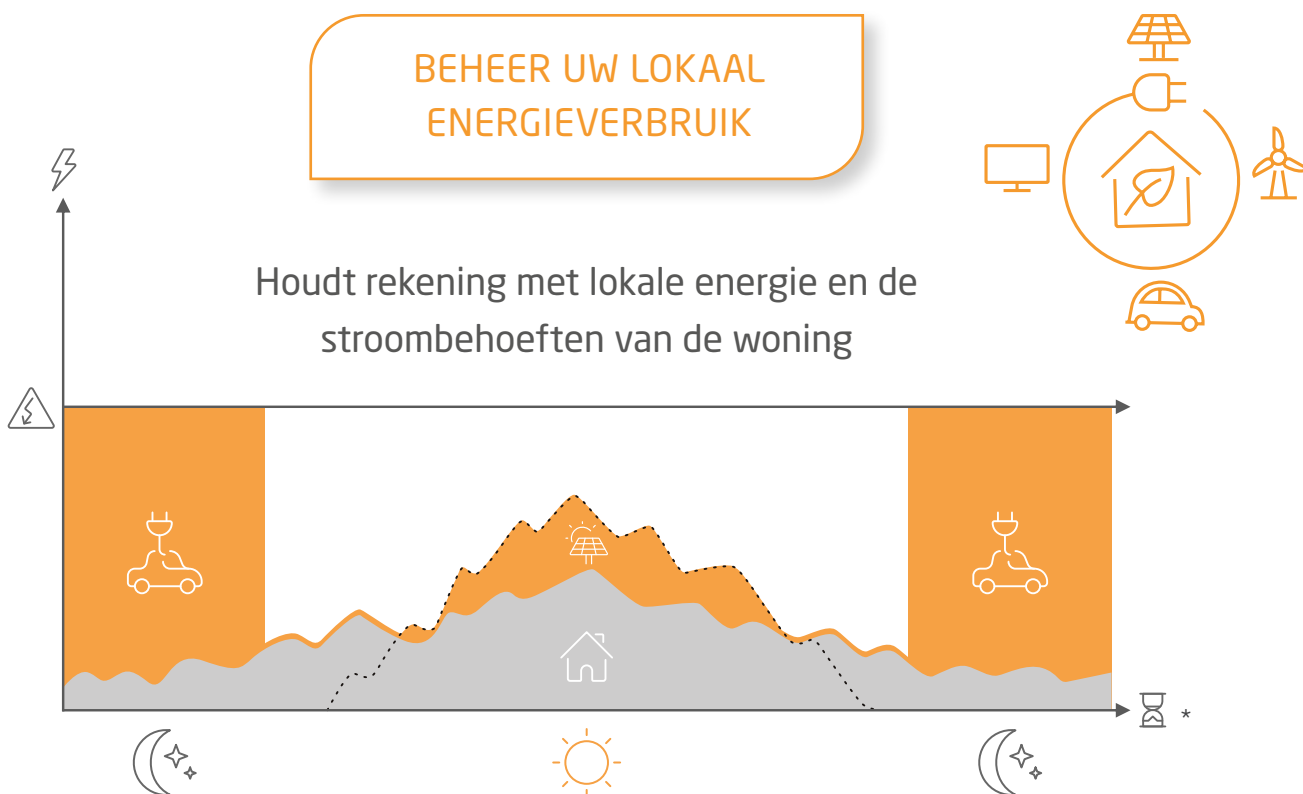 BEHEER UW LOKAAL
ENERGIEVERBRUIK
Houdt rekening met lokale energie en de
stroombehoeften van de woning
*